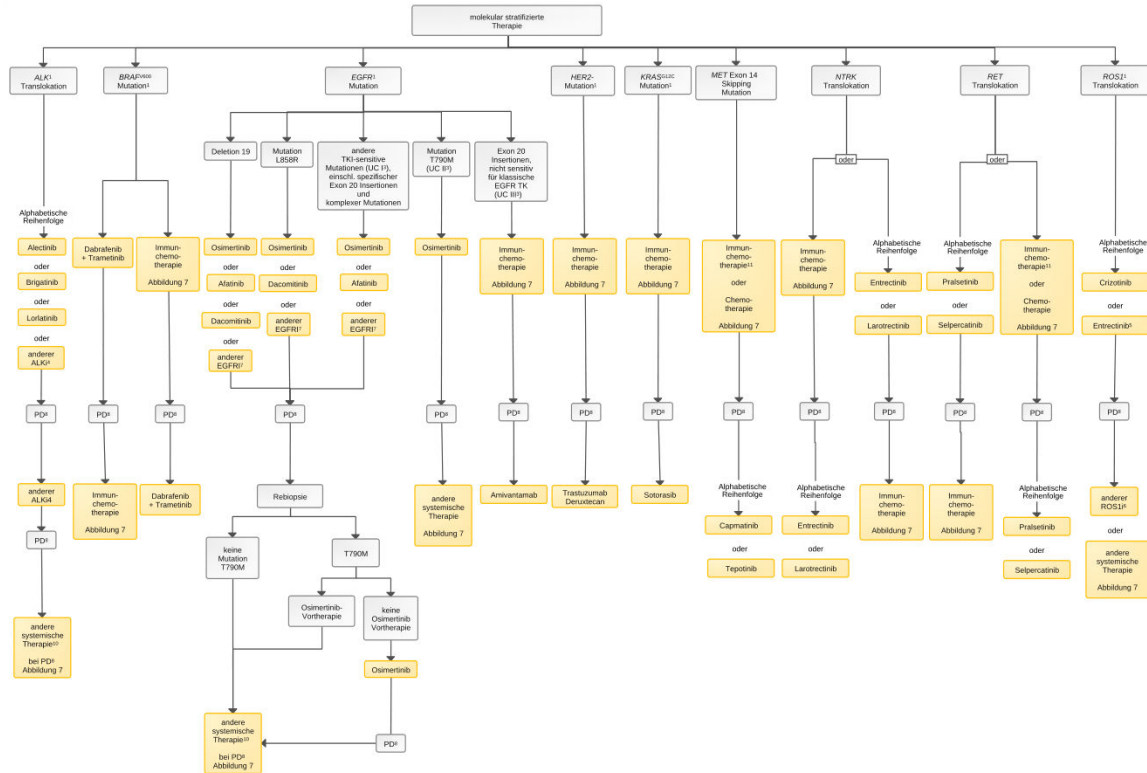 molekular stratifizierte
Therapie
ALK¹
Translokation
BRAFⱽ⁶⁰⁰
Mutation¹
EGFR¹
Mutation
HER2-
Mutation¹
KRASᴳ¹²ᶜ
Mutation¹
MET Exon 14
Skipping
Mutation
NTRK
Translokation
RET
Translokation
ROS1¹
Translokation
Deletion 19
Mutation
L858R
andere
TKI-sensitive
Mutationen (UC I³),
einschl. spezifischer
Exon 20 Insertionen
und
komplexer Mutationen
Mutation
T790M
(UC II³)
Exon 20
Insertionen,
nicht sensitiv
für klassische
EGFR TK
(UC III³)
oder
oder
Alphabetische
Reihenfolge
Alectinib
oder
Brigatinib
oder
Lorlatinib
oder
anderer
ALKi⁴
PD⁸
anderer
ALKi4
PD⁸
andere
systemische
Therapie¹⁰
bei PD⁸
Abbildung 7
Dabrafenib
+ Trametinib
PD⁸
Immun-
chemo-
therapie
Abbildung 7
Immun-
chemo-
therapie
Abbildung 7
PD⁸
Dabrafenib
+ Trametinib
Osimertinib
oder
Afatinib
oder
Dacomitinib
oder
anderer
EGFRI⁷
Osimertinib
oder
Dacomitinib
oder
anderer
EGFRI⁷
Osimertinib
oder
Afatinib
oder
anderer
EGFRI⁷
PD⁸
Rebiopsie
keine
Mutation
T790M
T790M
Osimertinib-
Vortherapie
keine
Osimertinib
Vortherapie
Osimertinib
PD⁸
andere
systemische
Therapie¹⁰
bei PD⁸
Abbildung 7
Osimertinib
PD⁸
andere
systemische
Therapie
Abbildung 7
Immun-
chemo-
therapie
Abbildung 7
PD⁸
Amivantamab
Immun-
chemo-
therapie
Abbildung 7
PD⁸
Trastuzumab
Deruxtecan
Immun-
chemo-
therapie
Abbildung 7
PD⁸
Sotorasib
Immun-
chemo-
therapie¹¹
oder
Chemo-
therapie
Abbildung 7
PD⁸
Alphabetische
Reihenfolge
Capmatinib
oder
Tepotinib
Immun-
chemo-
therapie
Abbildung 7
PD⁸
Alphabetische
Reihenfolge
Entrectinib
oder
Larotrectinib
Alphabetische
Reihenfolge
Entrectinib
oder
Larotrectinib
PD⁸
Immun-
chemo-
therapie
Abbildung 7
Alphabetische
Reihenfolge
Pralsetinib
oder
Selpercatinib
PD⁸
Immun-
chemo-
therapie
Abbildung 7
Immun-
chemo-
therapie¹¹
oder
Chemo-
therapie
Abbildung 7
PD⁸
Alphabetische
Reihenfolge
Pralsetinib
oder
Selpercatinib
Alphabetische
Reihenfolge
Crizotinib
oder
Entrectinib⁵
PD⁸
anderer
ROS1i⁸
oder
andere
systemische
Therapie
Abbildung 7